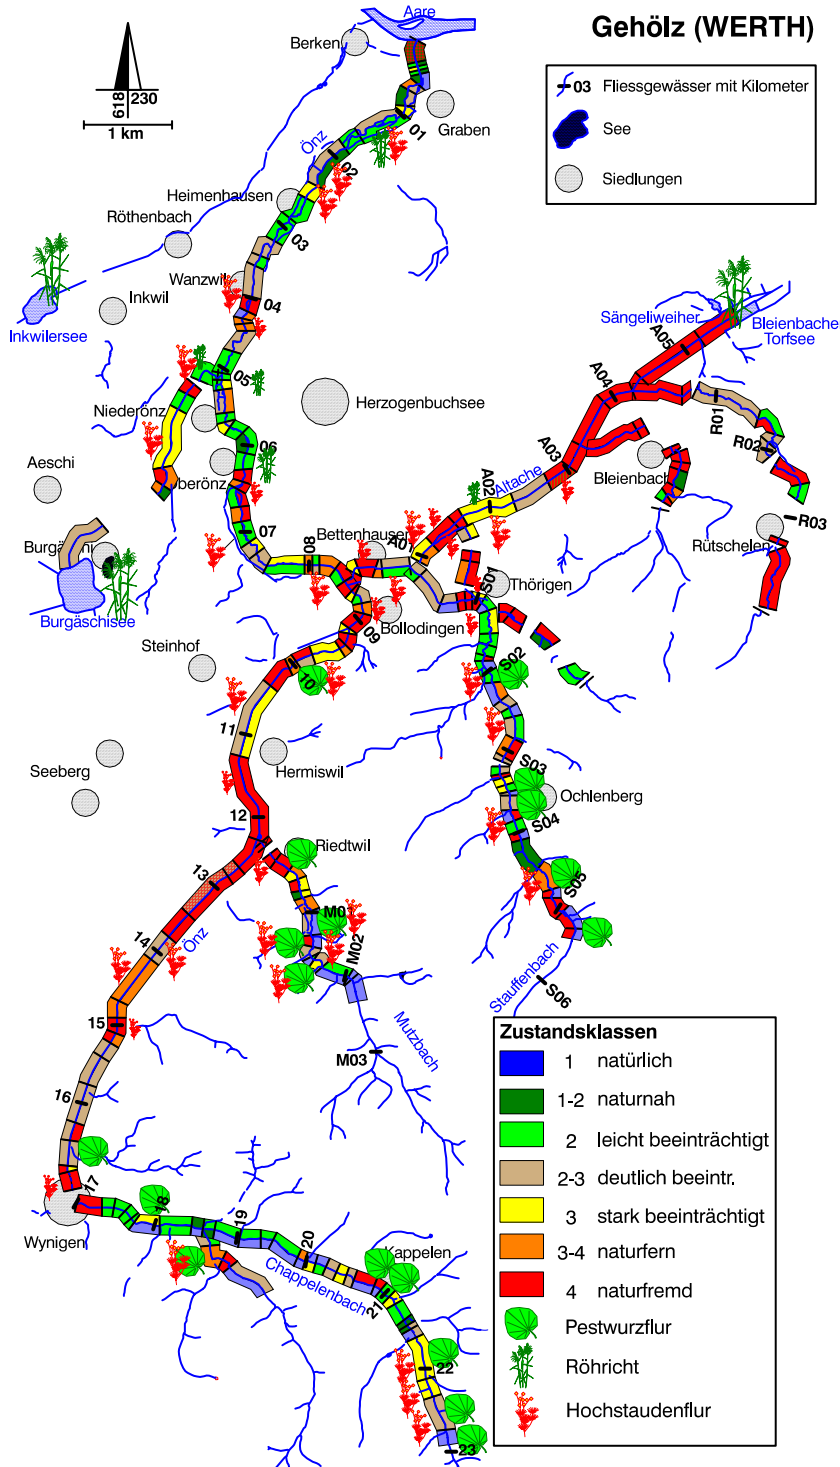 Gehölz (WERTH)
Aare
Berken
618
230
1 km
03 Fliessgewässer mit Kilometer
See
Siedlungen
Graben
01
Önz
02
Heimenhausen
Röthenbach
03
Wanzwil
Inkwil
04
Inkwilersee
Sängeliweiher
Bleienbache
Torfsee
A05
A04
R01
05
Herzogenbuchsee
Niederönz
06
R02
A03
Aeschi
Bleienbach
A02
Altache
R03
07
Bettenhausen
08
A01
Rütschelen
S01
Thörigen
Burgäschisee
Bollodingen
09
Steinhof
S02
10
11
Hermiswil
S03
Seeberg
Ochlenberg
12
S04
Riedtwil
13
S05
14
Önz
M02
Stauffenbach
S06
15
Mutzbach
M03
16
17
18
19
Wynigen
20
Kappelen
Chappelenbach
21
22
23
Zustandsklassen
1 natürlich
1-2 naturnah
2 leicht beeinträchtigt
2-3 deutlich beeintr.
3 stark beeinträchtigt
3-4 naturfern
4 naturfremd
Pestwurzflur
Röhricht
Hochstaudenflur